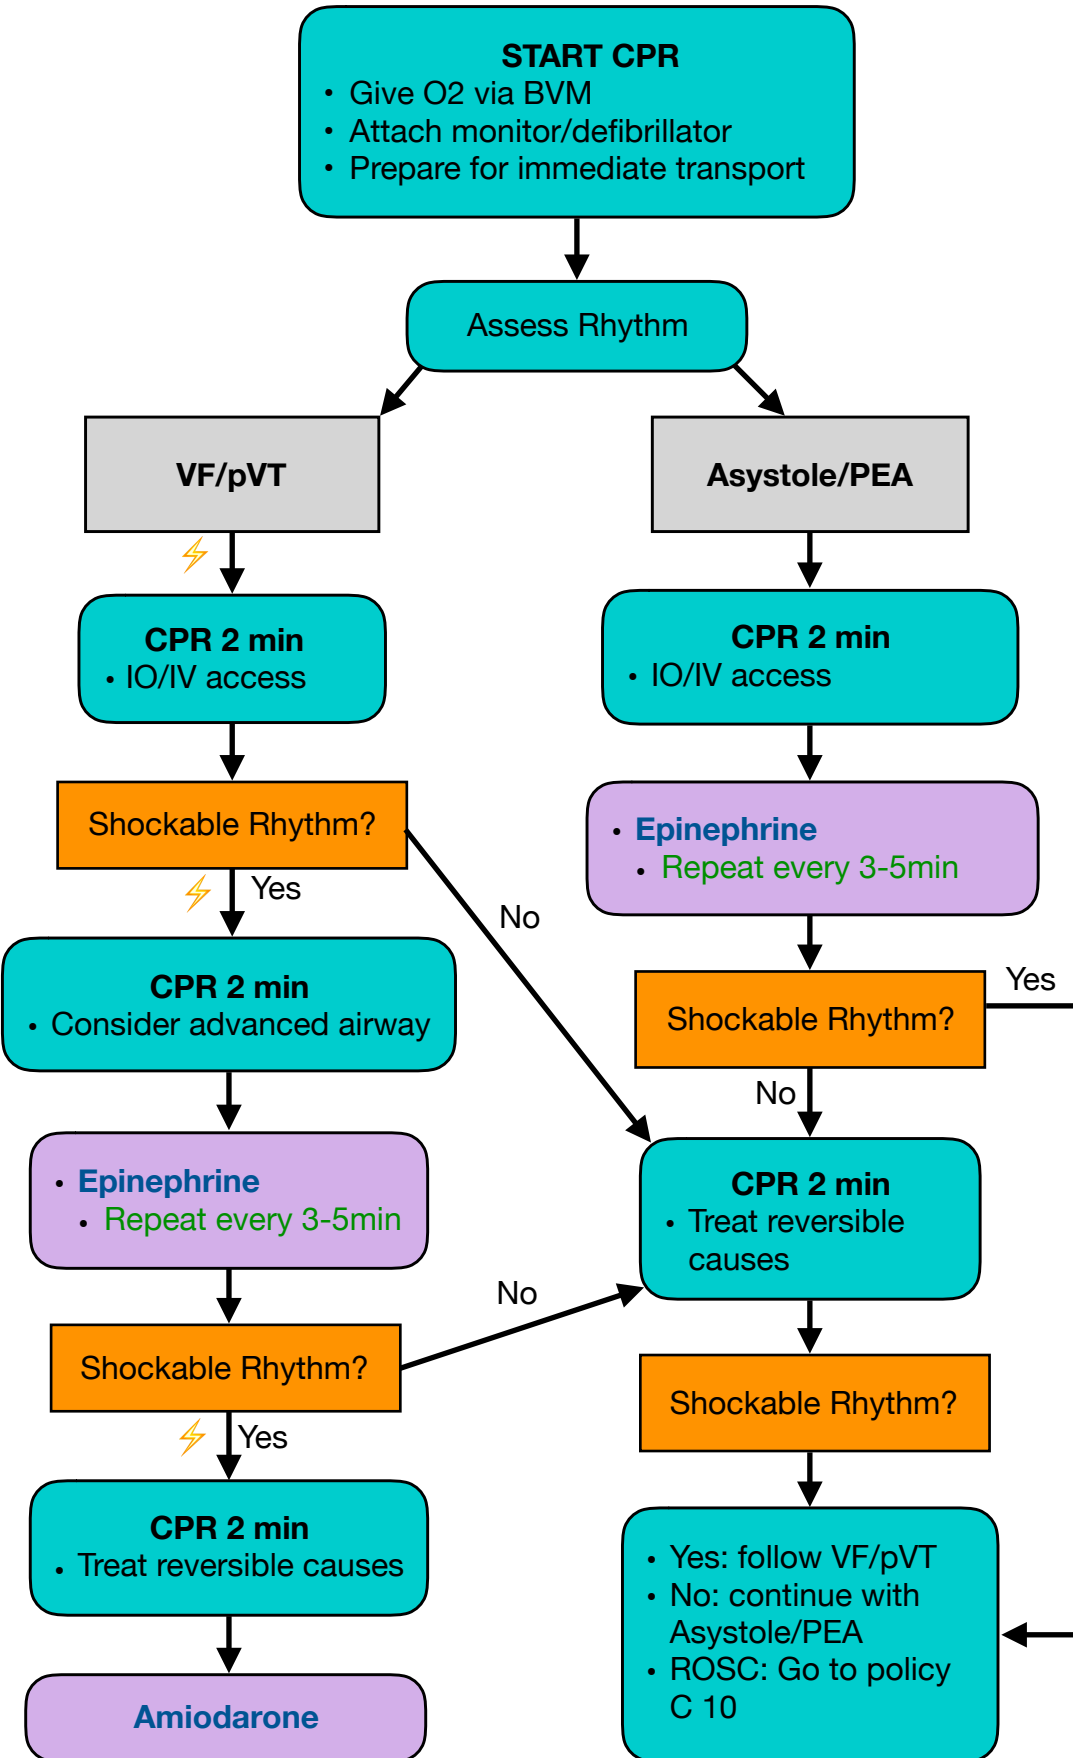 START CPR
• Give O2 via BVM
• Attach monitor/defibrillator
• Prepare for immediate transport
Assess Rhythm
VF/pVT
CPR 2 min
• IO/IV access
Shockable Rhythm?
Yes
No
CPR 2 min
• Consider advanced airway
• Epinephrine
• Repeat every 3-5min
Shockable Rhythm?
No
Yes
CPR 2 min
• Treat reversible causes
Amiodarone
Asystole/PEA
CPR 2 min
• IO/IV access
• Epinephrine
• Repeat every 3-5min
Shockable Rhythm?
Yes
No
CPR 2 min
• Treat reversible
causes
Shockable Rhythm?
• Yes: follow VF/pVT
• No: continue with
Asystole/PEA
• ROSC: Go to policy
C 10